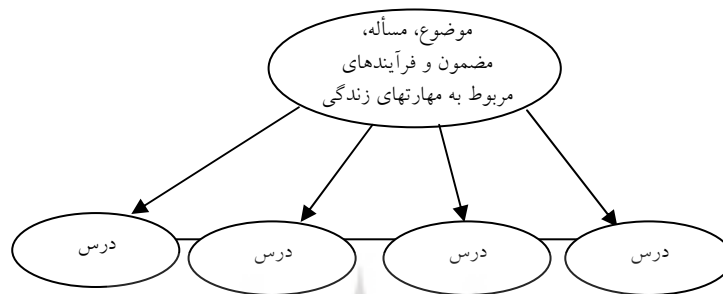 موضوع، مسأله،
مضمون و فرآیندهای
مربوط به مهارتهای زندگی
درس
درس
درس
درس